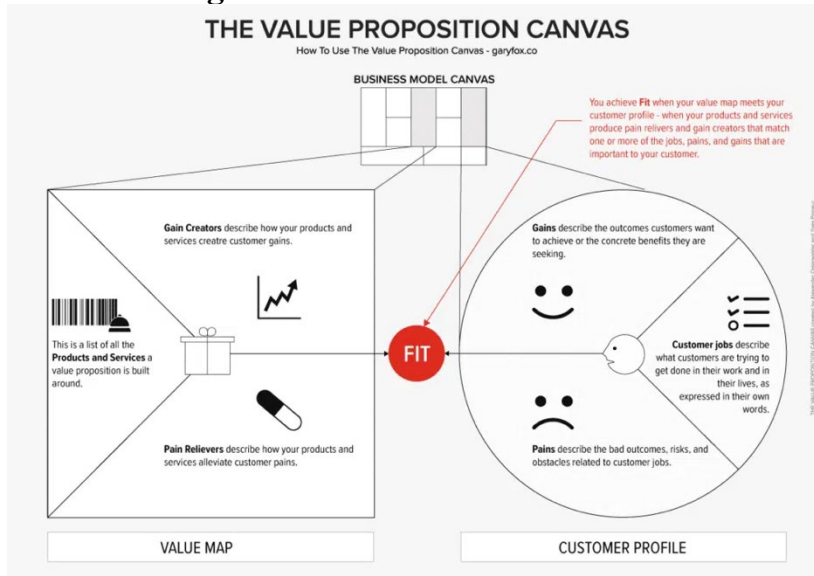 THE VALUE PROPOSITION CANVAS
How To Use The Value Proposition Canvas - garyfox.co
BUSINESS MODEL CANVAS
You achieve Fit when your value map meets your
customer profile - when your products and services
produce pain relivers and gain creators that match
one or more of the jobs, pains, and gains that are
important to your customer.
Gain Creators describe how your products and
services creatre customer gains.
This is a list of all the
Products and Services a
value proposition is built
around.
Pain Relievers describe how your products and
services alleviate customer pains.
FIT
Gains describe the outcomes customers want
to achieve or the concrete benefits they are
seeking.
Customer jobs describe
what customers are trying to
get done in their work and in
their lives, as
expressed in their own
words.
Pains describe the bad outcomes, risks, and
obstacles related to customer jobs.
VALUE MAP
CUSTOMER PROFILE